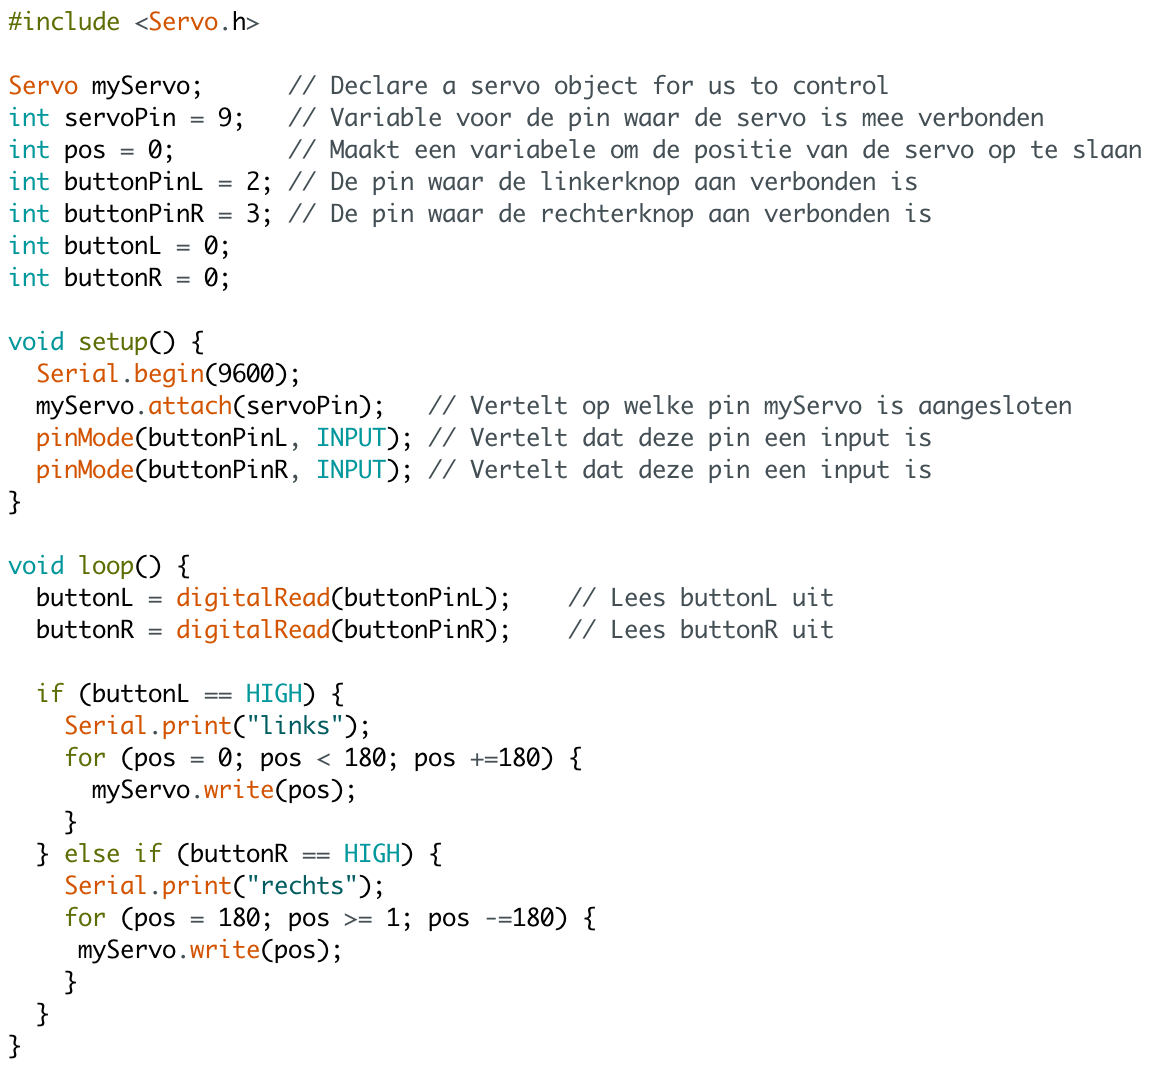 #include <Servo.h>
Servo myServo;      // Declare a servo object for us to control
int servoPin = 9;   // Variable voor de pin waar de servo is mee verbonden
int pos = 0;        // Maakt een variabele om de positie van de servo op te slaan
int buttonPinL = 2; // De pin waar de linkerknop aan verbonden is
int buttonPinR = 3; // De pin waar de rechterknop aan verbonden is
int buttonL = 0;
int buttonR = 0;
void setup() {
  Serial.begin(9600);
  myServo.attach(servoPin);   // Vertelt op welke pin myServo is aangesloten
  pinMode(buttonPinL, INPUT); // Vertelt dat deze pin een input is
  pinMode(buttonPinR, INPUT); // Vertelt dat deze pin een input is
}
void loop() {
  buttonL = digitalRead(buttonPinL);    // Lees buttonL uit
  buttonR = digitalRead(buttonPinR);    // Lees buttonR uit
  if (buttonL == HIGH) {
    Serial.print("links");
    for (pos = 0; pos < 180; pos +=180) {
      myServo.write(pos);
    }
  } else if (buttonR == HIGH) {
    Serial.print("rechts");
    for (pos = 180; pos >= 1; pos -=180) {
     myServo.write(pos);
    }
  }
}